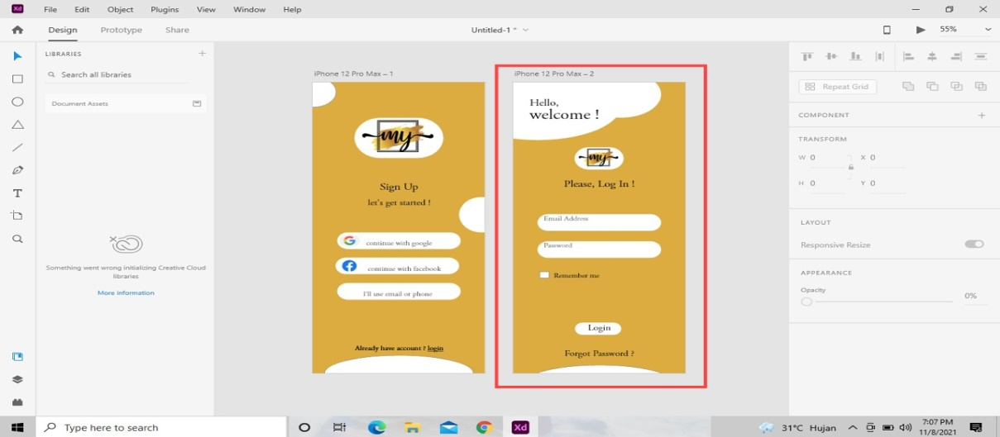 Xd File Edit Object Plugins View Window Help
Design Prototype Share Untitled-1 * 55%
LIBRARIES +
Search all libraries
Document Assets
Something went wrong initializing Creative Cloud
libraries
More information
iPhone 12 Pro Max – 1
my
Sign Up
let's get started !
continue with google
continue with facebook
I'll use email or phone
Already have account ? login
iPhone 12 Pro Max – 2
Hello,
welcome !
my
Please, Log In !
Email Address
Password
Remember me
Login
Forgot Password ?
Repeat Grid
COMPONENT +
TRANSFORM
W 0 X 0
H 0 Y 0
LAYOUT
Responsive Resize
APPEARANCE
Opacity
0%
Type here to search
Xd
31°C Hujan
7:07 PM
11/8/2021